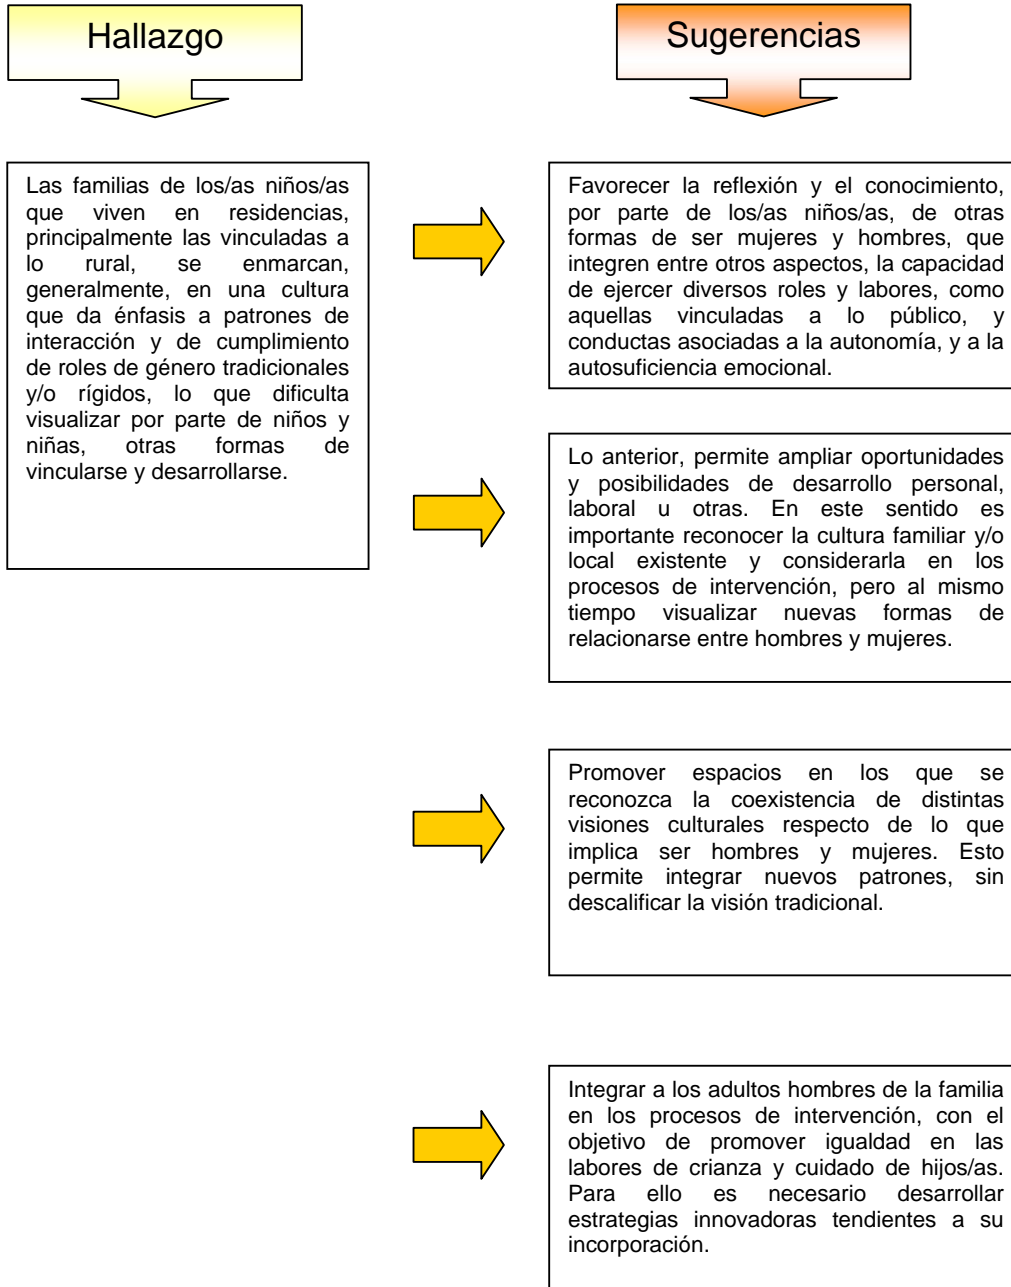 Hallazgo
Sugerencias
Las familias de los/as niños/as
que viven en residencias,
principalmente las vinculadas a
lo rural, se enmarcan,
generalmente, en una cultura
que da énfasis a patrones de
interacción y de cumplimiento
de roles de género tradicionales
y/o rígidos, lo que dificulta
visualizar por parte de niños y
niñas, otras formas de
vincularse y desarrollarse.
Favorecer la reflexión y el conocimiento,
por parte de los/as niños/as, de otras
formas de ser mujeres y hombres, que
integren entre otros aspectos, la capacidad
de ejercer diversos roles y labores, como
aquellas vinculadas a lo público, y
conductas asociadas a la autonomía, y a la
autosuficiencia emocional.
Lo anterior, permite ampliar oportunidades
y posibilidades de desarrollo personal,
laboral u otras. En este sentido es
importante reconocer la cultura familiar y/o
local existente y considerarla en los
procesos de intervención, pero al mismo
tiempo visualizar nuevas formas de
relacionarse entre hombres y mujeres.
Promover espacios en los que se
reconozca la coexistencia de distintas
visiones culturales respecto de lo que
implica ser hombres y mujeres. Esto
permite integrar nuevos patrones, sin
descalificar la visión tradicional.
Integrar a los adultos hombres de la familia
en los procesos de intervención, con el
objetivo de promover igualdad en las
labores de crianza y cuidado de hijos/as.
Para ello es necesario desarrollar
estrategias innovadoras tendientes a su
incorporación.